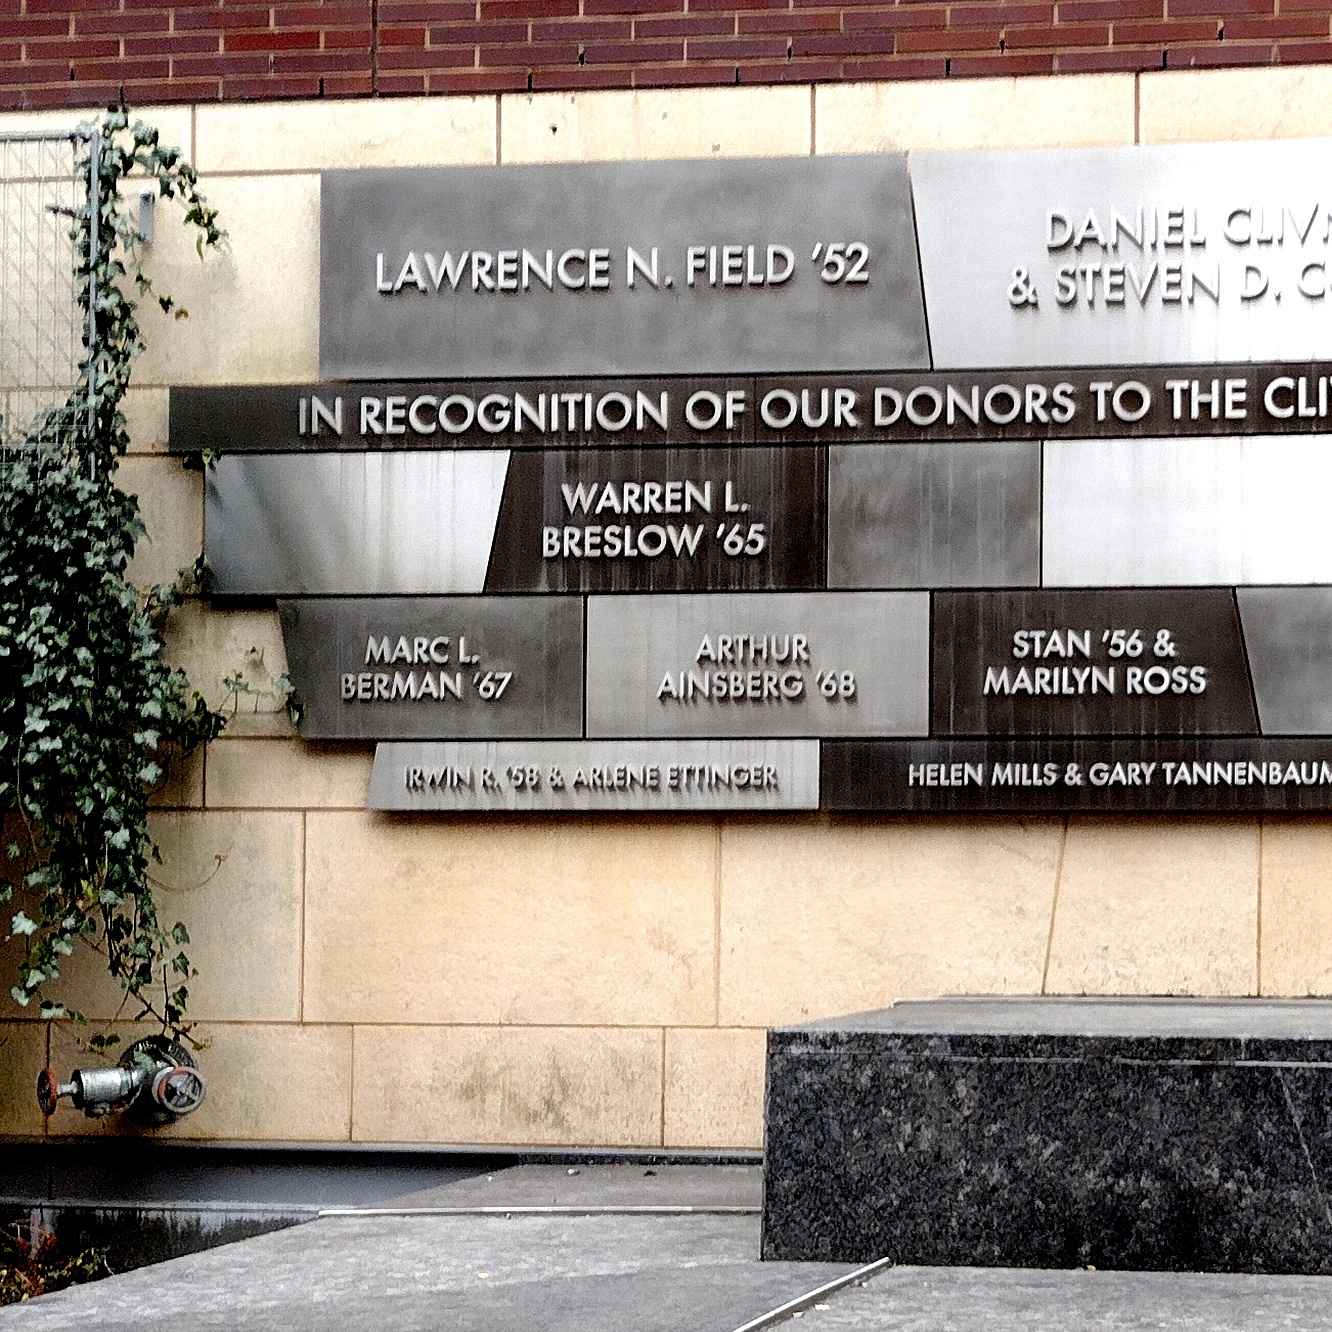 LAWRENCE N. FIELD '52
DANIEL
& STEVEN D.
IN RECOGNITION OF OUR DONORS TO THE
WARREN L.
BRESLOW '65
MARC L.
BERMAN '67
ARTHUR
AINSBERG '68
STAN '56 &
MARILYN ROSS
IRWIN R. '58 & ARLENE ETTINGER
HELEN MILLS & GARY TANNENBAUM